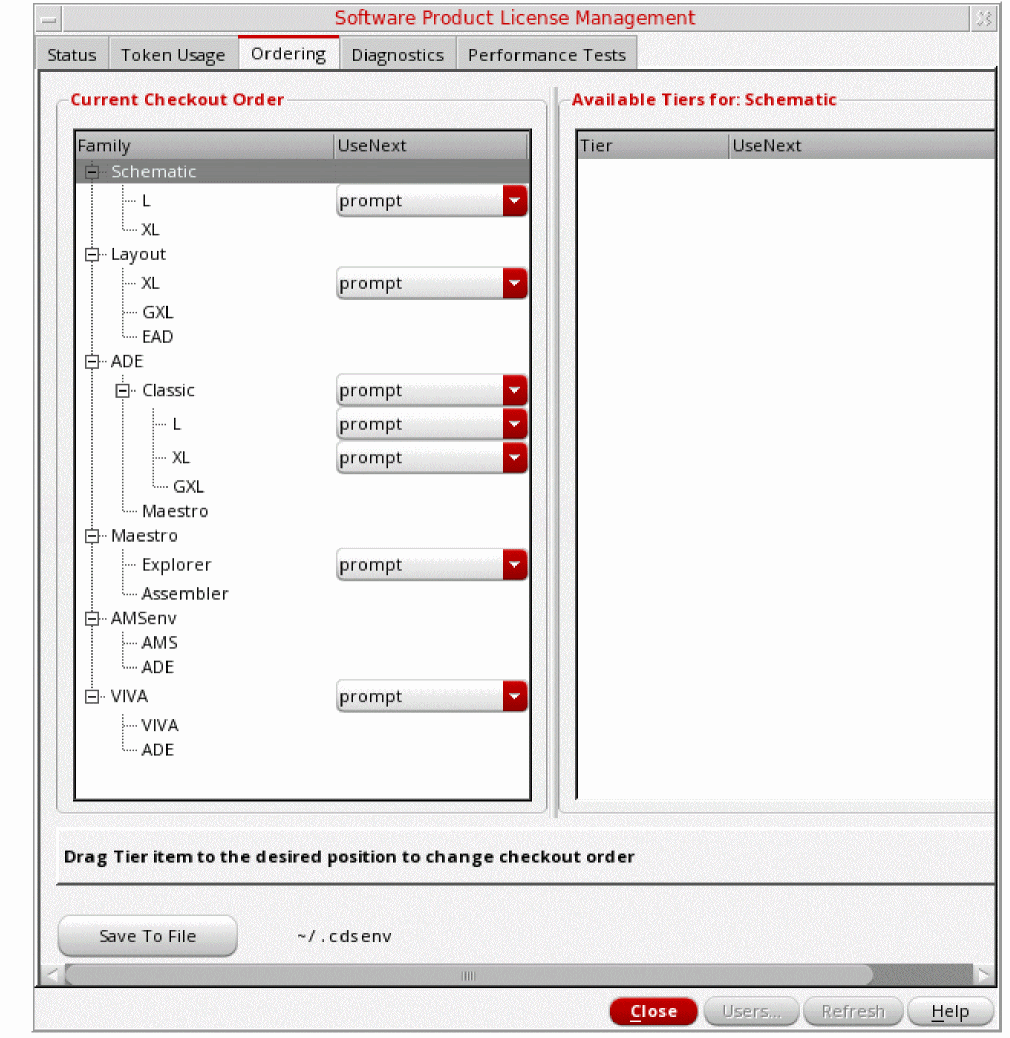 Software Product License Management
Status Token Usage Ordering Diagnostics Performance Tests
Current Checkout Order
Family UseNext
Schematic
L prompt
XL
Layout
XL prompt
GXL
EAD
ADE
Classic prompt
L prompt
XL prompt
GXL
Maestro
Maestro
Explorer prompt
Assembler
AMSenv
AMS
ADE
VIVA prompt
VIVA
ADE
Available Tiers for: Schematic
Tier UseNext
Drag Tier item to the desired position to change checkout order
Save To File ~/.cdsenv
Close Users... Refresh Help